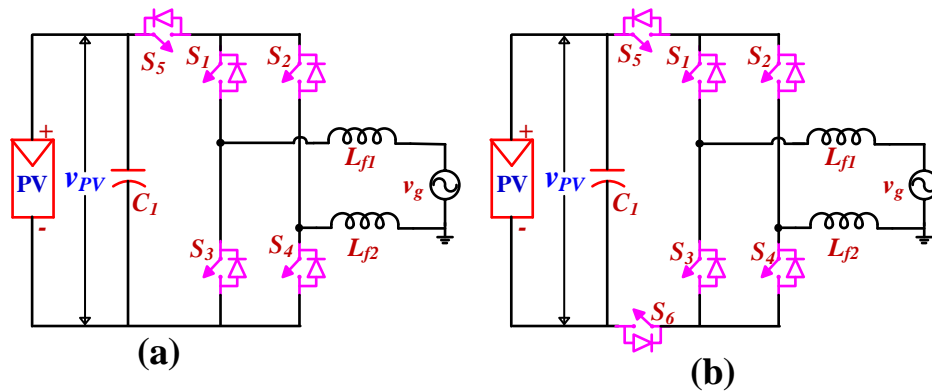 S5
S1
S2
+
PV
-
vPV
C1
Lf1
vg
Lf2
S3
S4
(a)
S5
S1
S2
+
PV
-
vPV
C1
Lf1
vg
Lf2
S3
S4
S6
(b)